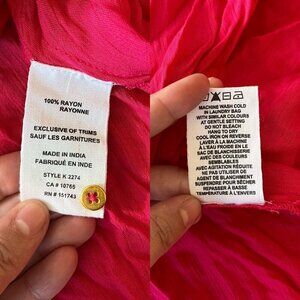 100% RAYON
RAYONNE
EXCLUSIVE OF TRIMS
SAUF LES GARNITURES
MADE IN INDIA
FABRIQUÉ EN INDE
STYLE K 2274
CA # 10765
RN # 151743
MACHINE WASH COLD
IN LAUNDRY BAG
WITH SIMILAR COLOURS
AT GENTLE SETTING
DO NOT BLEACH
HANG TO DRY
COOL IRON ON REVERSE
LAVER À LA MACHINE
À L'EAU FROIDE EN LE
SAC DE BLANCHISSERIE
AVEC DES COULEURS
SEMBLABLES
AVEC AGITATION RÉDUITE
NE PAS UTILISER DE
BLANCHIMENT
SUSPENDRE POUR SÉCHER
REPASSER À BASSE
TEMPÉRATURE À L'ENVERS